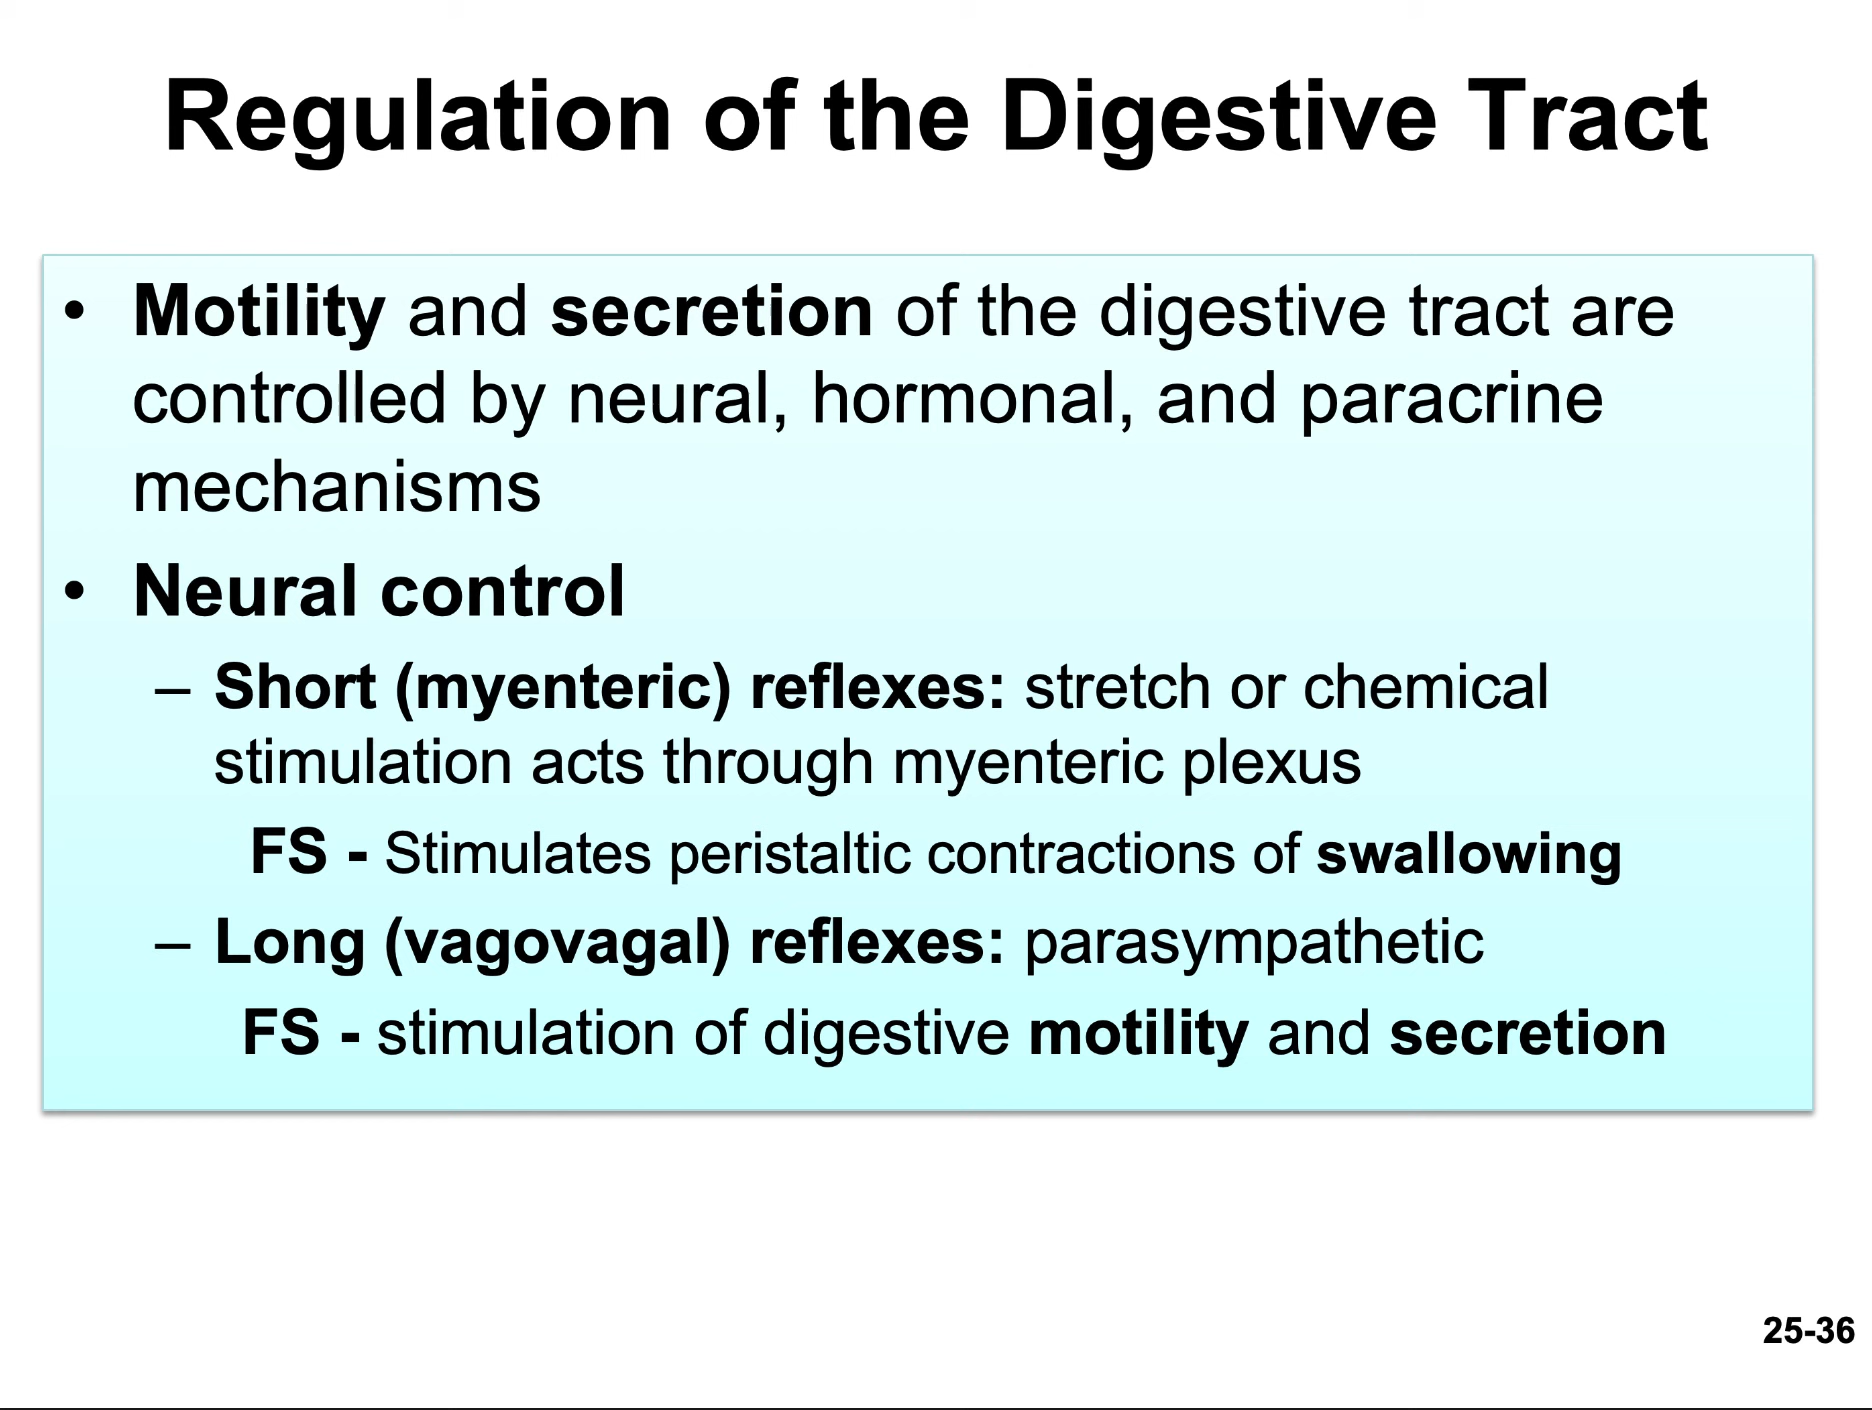 Regulation of the Digestive Tract
• Motility and secretion of the digestive tract are
controlled by neural, hormonal, and paracrine
mechanisms
• Neural control
– Short (myenteric) reflexes: stretch or chemical
stimulation acts through myenteric plexus
FS - Stimulates peristaltic contractions of swallowing
– Long (vagovagal) reflexes: parasympathetic
FS - stimulation of digestive motility and secretion
25-36